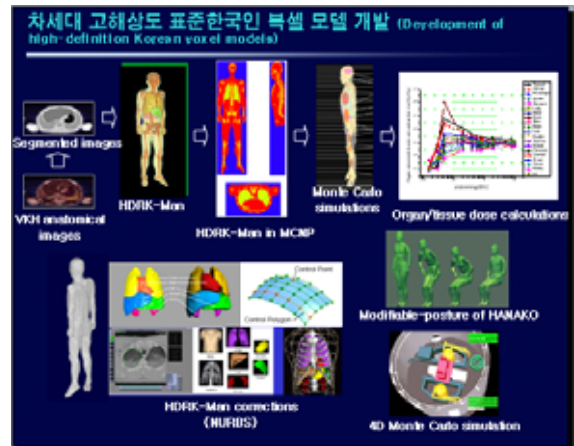 차세대 고해상도 표준한국인 복셀 모델 개발 (Development of
high-definition Korean voxel models)
Segmented images
VKH anatomical
images
HDRK-Man
HDRK-Man in MCNP
Monte Carlo
simulations
Organ/tissue dose calculations
Control Point
Control Polygon
Modifiable-posture of HANAKO
HDRK-Man corrections
(NURBS)
4D Monte Carlo simulation